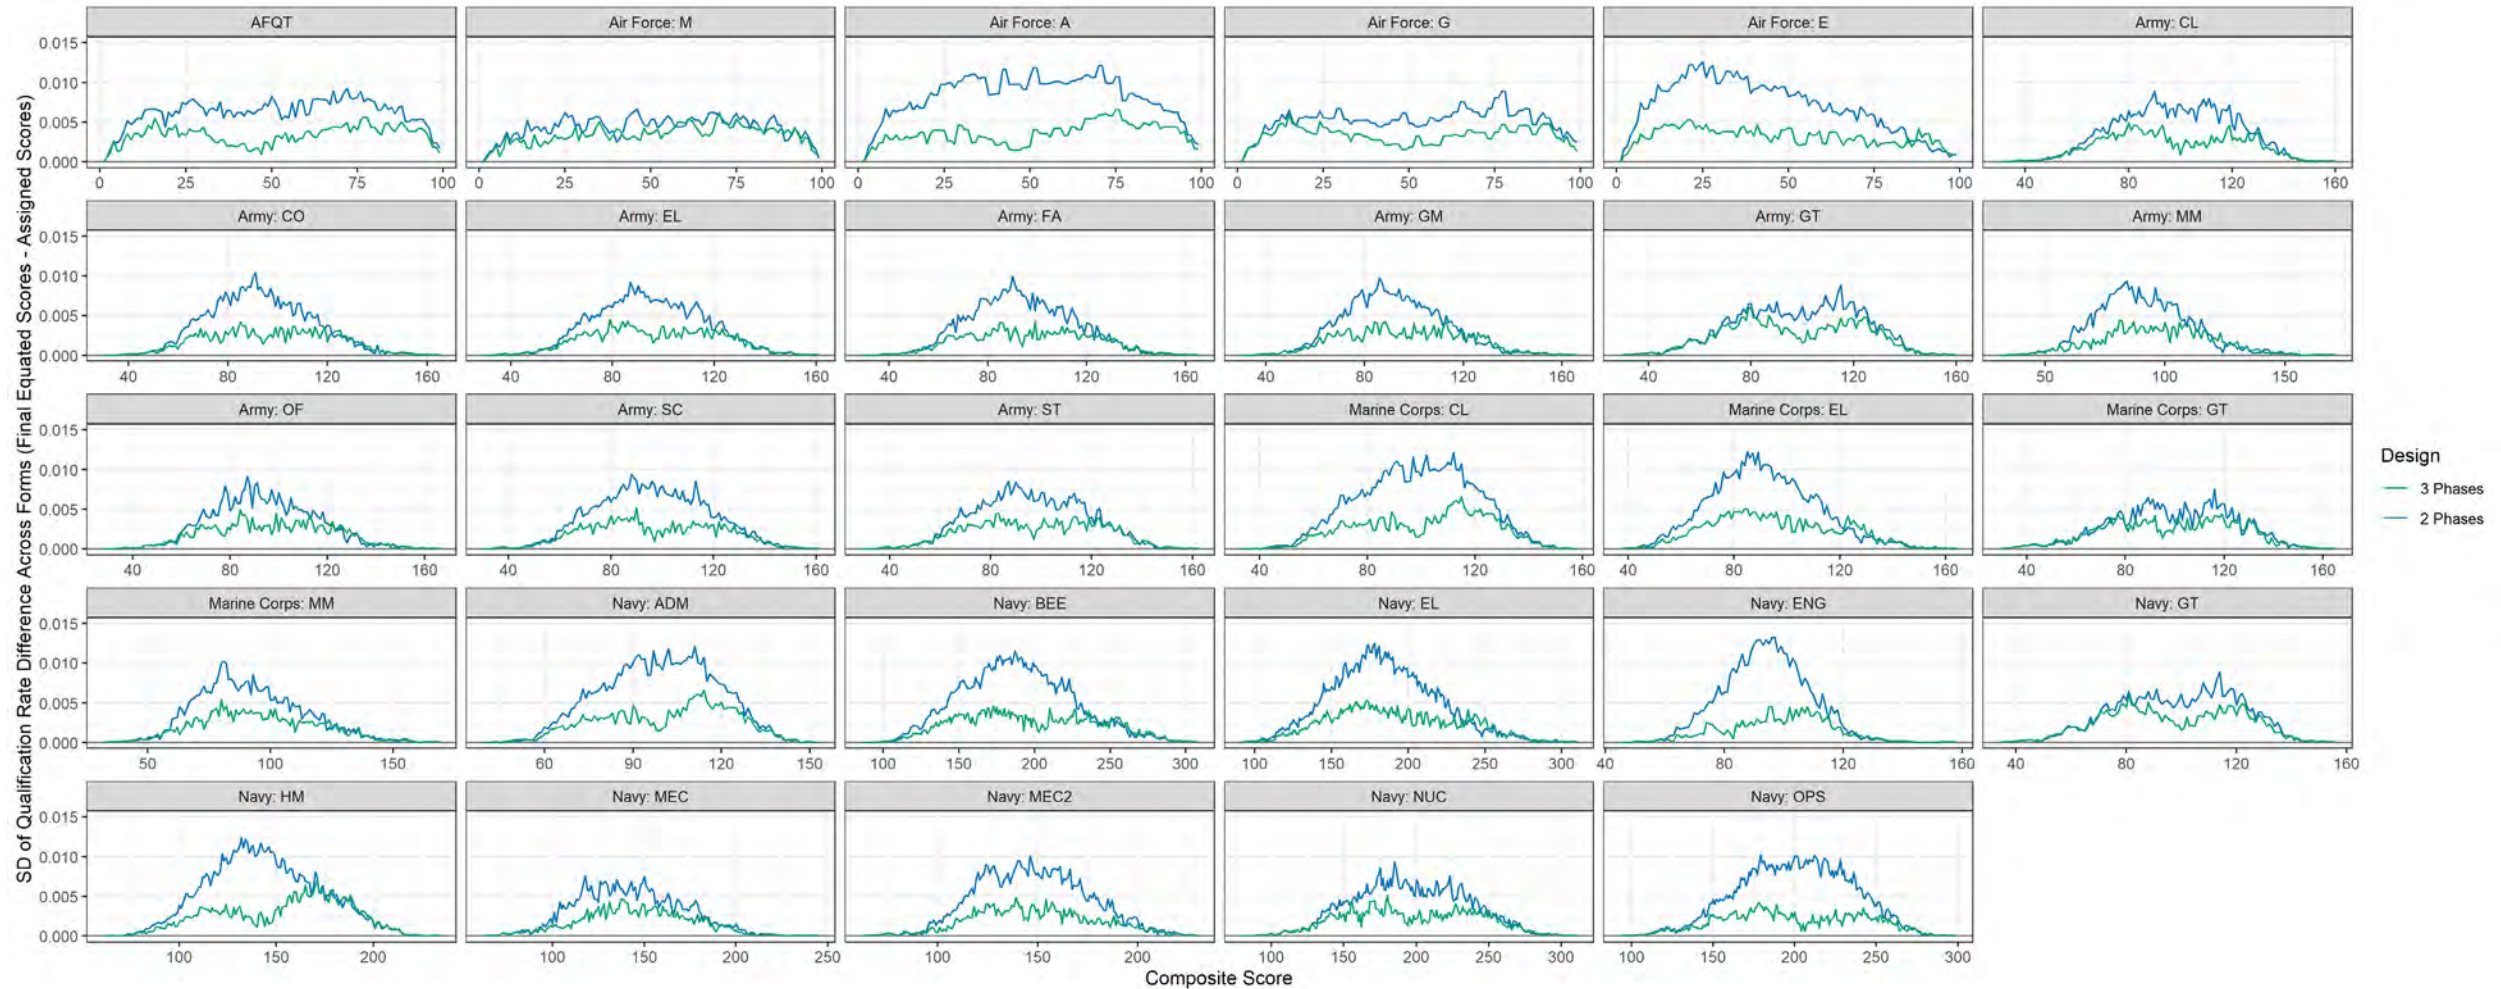 SD of Qualification Rate Difference Across Forms (Final Equated Scores - Assigned Scores)
AFQT Air Force: M Air Force: A Air Force: G Air Force: E Army: CL
0.015
0.010
0.005
0.000
0 25 50 75 100 0 25 50 75 100 0 25 50 75 100 0 25 50 75 100 0 25 50 75 100 40 80 120 160
Army: CO Army: EL Army: FA Army: GM Army: GT Army: MM
0.015
0.010
0.005
0.000
40 80 120 160 40 80 120 160 40 80 120 160 40 80 120 160 40 80 120 160 50 100 150
Army: OF Army: SC Army: ST Marine Corps: CL Marine Corps: EL Marine Corps: GT
0.015
0.010
0.005
0.000
40 80 120 160 40 80 120 160 40 80 120 160 40 80 120 160 40 80 120 160 40 80 120 160
Marine Corps: MM Navy: ADM Navy: BEE Navy: EL Navy: ENG Navy: GT
0.015
0.010
0.005
0.000
50 100 150 60 90 120 150 100 150 200 250 300 100 150 200 250 300 40 80 120 160 40 80 120 160
Navy: HM Navy: MEC Navy: MEC2 Navy: NUC Navy: OPS
0.015
0.010
0.005
0.000
100 150 200 100 150 200 250 100 150 200 100 150 200 250 300 100 150 200 250 300
Composite Score
Design
3 Phases
2 Phases